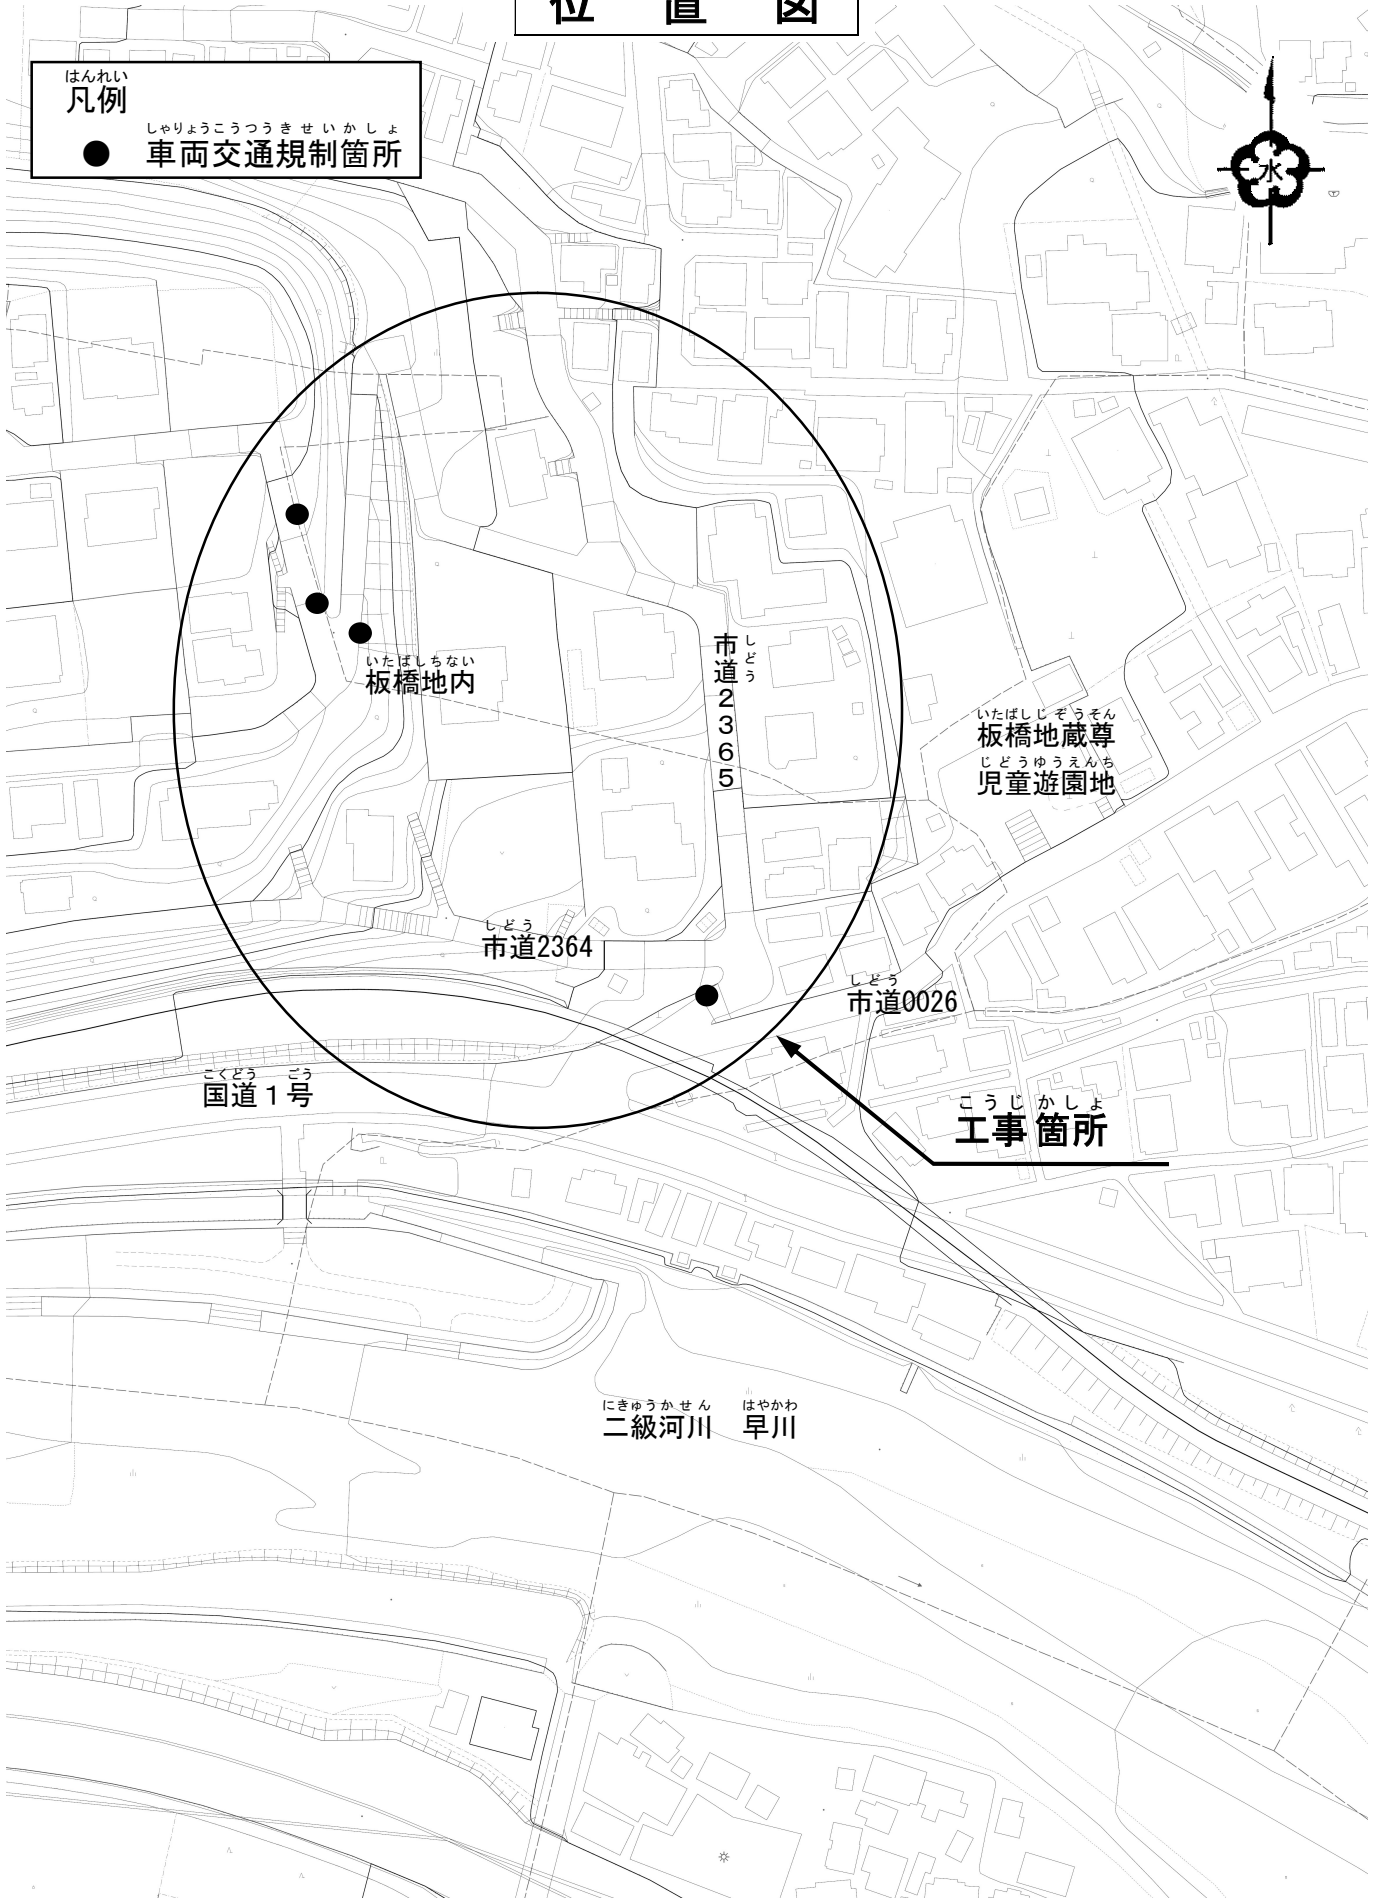 位 置 図
はんれい
凡例
しゃりょうこうつうきせいかしょ
● 車両交通規制箇所
水
いたばしちない
板橋地内
しどう
市道2365
いたばしじぞうそん
板橋地蔵尊
じどうゆうえんち
児童遊園地
しどう
市道2364
しどう
市道0026
こくどう ごう
国道1号
こうじかしょ
工事箇所
にきゅうかせん はやかわ
二級河川 早川